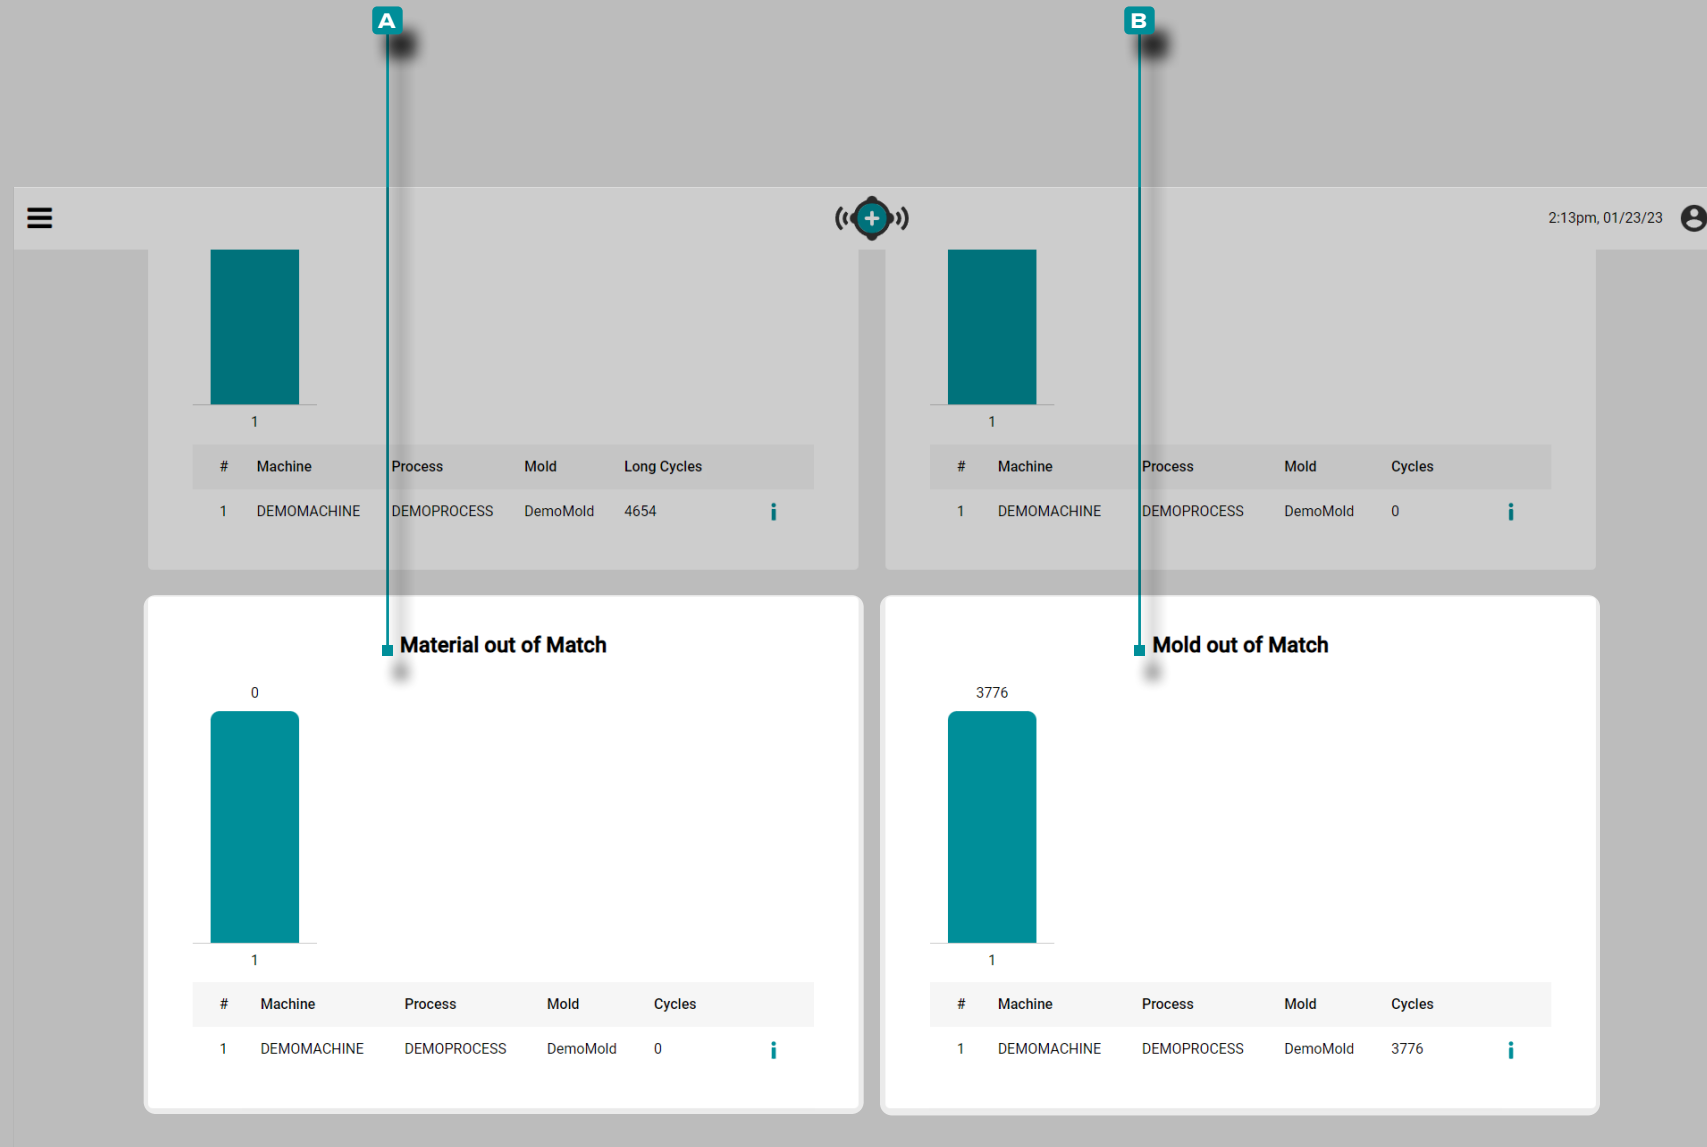 A
B
2:13pm, 01/23/23
1
# Machine Process Mold Long Cycles
1 DEMOMACHINE DEMOPROCESS DemoMold 4654
1
# Machine Process Mold Cycles
1 DEMOMACHINE DEMOPROCESS DemoMold 0
Material out of Match
0
1
# Machine Process Mold Cycles
1 DEMOMACHINE DEMOPROCESS DemoMold 0
Mold out of Match
3776
1
# Machine Process Mold Cycles
1 DEMOMACHINE DEMOPROCESS DemoMold 3776